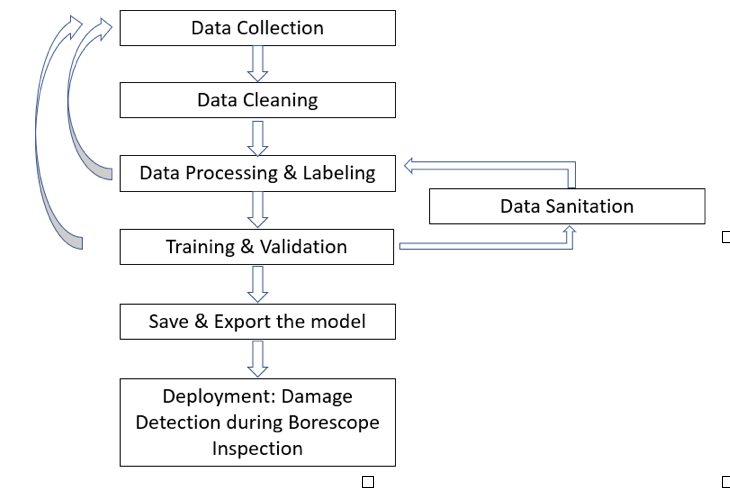 Data Collection
Data Cleaning
Data Processing & Labeling
Data Sanitation
Training & Validation
Save & Export the model
Deployment: Damage
Detection during Borescope
Inspection